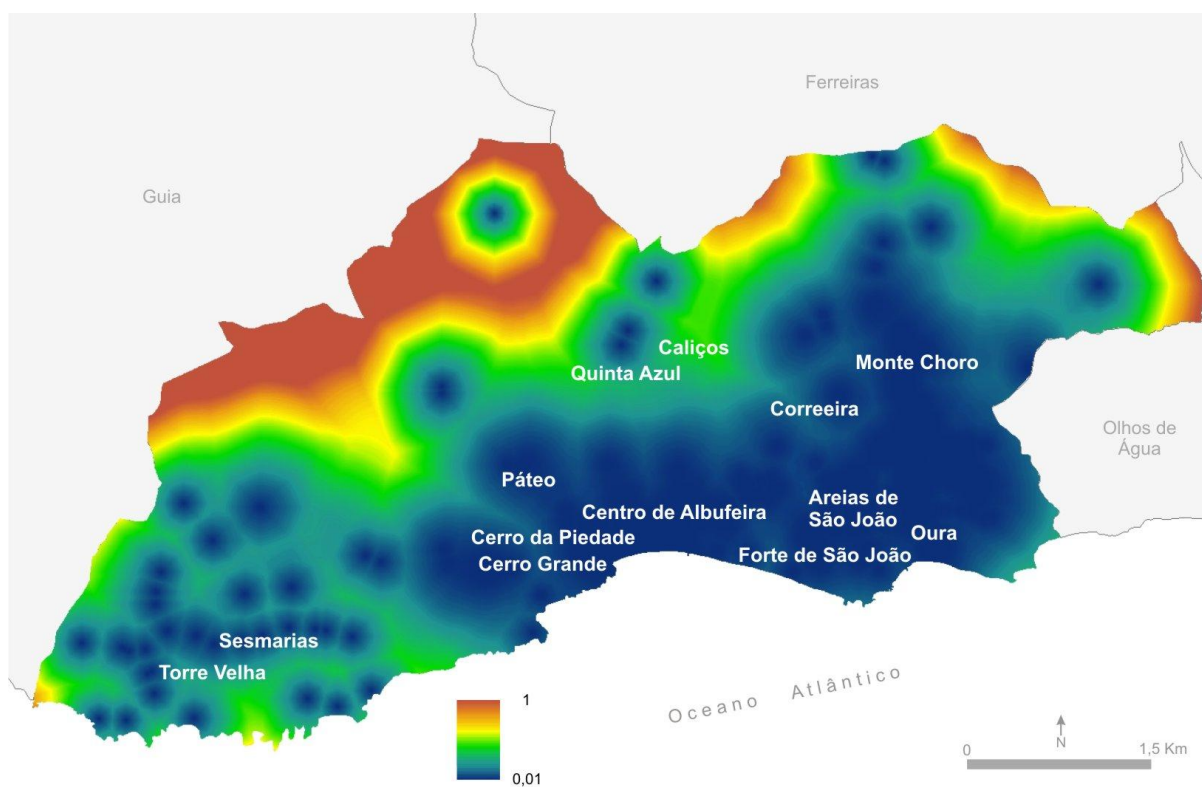 Ferreiras
Guia
Caliços
Monte Choro
Quinta Azul
Correeira
Olhos de
Água
Páteo
Areias de
São João
Centro de Albufeira
Oura
Cerro da Piedade
Forte de São João
Cerro Grande
Sesmarias
Torre Velha
Oceano Atlântico
1
0,01
N
0
1,5 Km